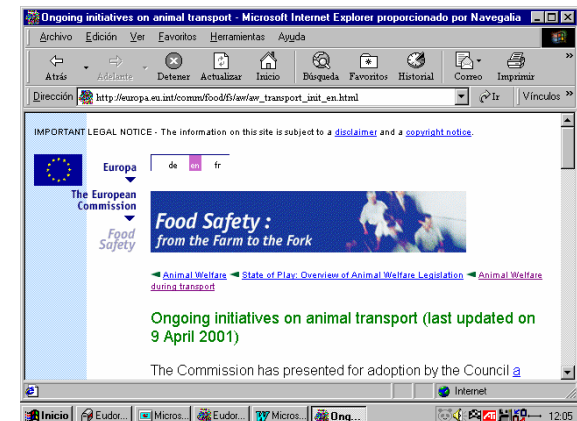 Ongoing initiatives on animal transport - Microsoft Internet Explorer proporcionado por Navegalia
Archivo Edición Ver Favoritos Herramientas Ayuda
Atrás Adelante Detener Actualizar Inicio Búsqueda Favoritos Historial Correo Imprimir »
Dirección http://europa.eu.int/comm/food/fs/aw/aw_transport_init_en.html Ir Vínculos »
IMPORTANT LEGAL NOTICE - The information on this site is subject to a disclaimer and a copyright notice.
Europa
de en fr
The European
Commission
Food
Safety
Food Safety :
from the Farm to the Fork
Animal Welfare State of Play: Overview of Animal Welfare Legislation Animal Welfare
during transport
Ongoing initiatives on animal transport (last updated on
9 April 2001)
The Commission has presented for adoption by the Council a
Internet
Inicio Eudor... Micros... Eudor... Micros... Ong... 12:05